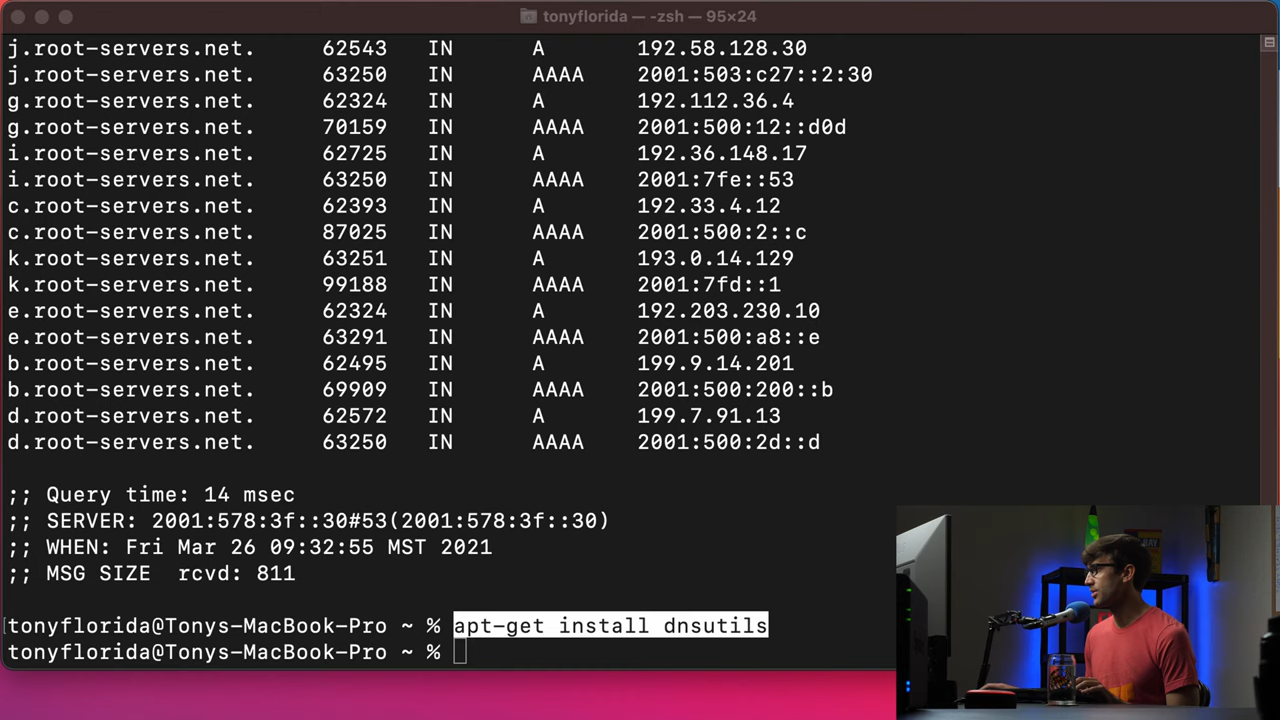 tonyflorida — -zsh — 95×24
j.root-servers.net. 62543 IN A 192.58.128.30
j.root-servers.net. 63250 IN AAAA 2001:503:c27::2:30
g.root-servers.net. 62324 IN A 192.112.36.4
g.root-servers.net. 70159 IN AAAA 2001:500:12::d0d
i.root-servers.net. 62725 IN A 192.36.148.17
i.root-servers.net. 63250 IN AAAA 2001:7fe::53
c.root-servers.net. 62393 IN A 192.33.4.12
c.root-servers.net. 87025 IN AAAA 2001:500:2::c
k.root-servers.net. 63251 IN A 193.0.14.129
k.root-servers.net. 99188 IN AAAA 2001:7fd::1
e.root-servers.net. 62324 IN A 192.203.230.10
e.root-servers.net. 63291 IN AAAA 2001:500:a8::e
b.root-servers.net. 62495 IN A 199.9.14.201
b.root-servers.net. 69909 IN AAAA 2001:500:200::b
d.root-servers.net. 62572 IN A 199.7.91.13
d.root-servers.net. 63250 IN AAAA 2001:500:2d::d
;; Query time: 14 msec
;; SERVER: 2001:578:3f::30#53(2001:578:3f::30)
;; WHEN: Fri Mar 26 09:32:55 MST 2021
;; MSG SIZE rcvd: 811
tonyflorida@Tonys-MacBook-Pro ~ % apt-get install dnsutils
tonyflorida@Tonys-MacBook-Pro ~ %